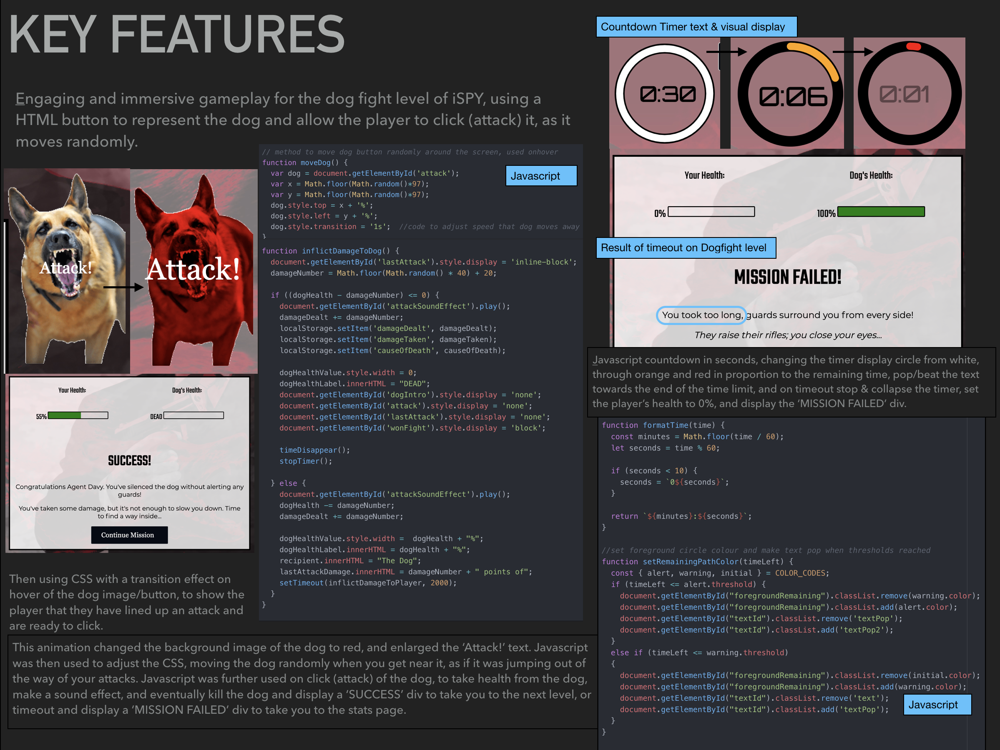 KEY FEATURES
Engaging and immersive gameplay for the dog fight level of iSPY, using a
HTML button to represent the dog and allow the player to click (attack) it, as it
moves randomly.
Attack!
Attack!
// method to move dog button randomly around the screen, used onhover
function moveDog() {
  var dog = document.getElementById('attack');
  var x = Math.floor(Math.random()*97);
  var y = Math.floor(Math.random()*97);
  dog.style.top = x + '%';
  dog.style.left = y + '%';
  dog.style.transition = '1s';  //code to adjust speed that dog moves away
}
Javascript
function inflictDamageToDog() {
  document.getElementById('lastAttack').style.display = 'inline-block';
  damageNumber = Math.floor(Math.random() * 40) + 20;
  if ((dogHealth - damageNumber) <= 0) {
    document.getElementById('attackSoundEffect').play();
    damageDealt += damageNumber;
    localStorage.setItem('damageDealt', damageDealt);
    localStorage.setItem('damageTaken', damageTaken);
    localStorage.setItem('causeOfDeath', causeOfDeath);
    dogHealthValue.style.width = 0;
    dogHealthLabel.innerHTML = "DEAD";
    document.getElementById('dogIntro').style.display = 'none';
    document.getElementById('attack').style.display = 'none';
    document.getElementById('lastAttack').style.display = 'none';
    document.getElementById('wonFight').style.display = 'block';
    timeDisappear();
    stopTimer();
  } else {
    document.getElementById('attackSoundEffect').play();
    dogHealth -= damageNumber;
    damageDealt += damageNumber;
    dogHealthValue.style.width =  dogHealth + "%";
    dogHealthLabel.innerHTML = dogHealth + "%";
    recipient.innerHTML = "The Dog";
    lastAttackDamage.innerHTML = damageNumber + " points of";
    setTimeout(inflictDamageToPlayer, 2000);
  }
}
Your Health: Dog's Health:
55% DEAD
SUCCESS!
Congratulations Agent Davy. You've silenced the dog without alerting any
guards!
You've taken some damage, but it's not enough to slow you down. Time
to find a way inside...
Continue Mission
Then using CSS with a transition effect on
hover of the dog image/button, to show the
player that they have lined up an attack and
are ready to click.
This animation changed the background image of the dog to red, and enlarged the ‘Attack!’ text. Javascript
was then used to adjust the CSS, moving the dog randomly when you get near it, as if it was jumping out of
the way of your attacks. Javascript was further used on click (attack) of the dog, to take health from the dog,
make a sound effect, and eventually kill the dog and display a ‘SUCCESS’ div to take you to the next level, or
timeout and display a ‘MISSION FAILED’ div to take you to the stats page.
Countdown Timer text & visual display
0:30 0:06 0:01
Your Health: Dog's Health:
0% 100%
Result of timeout on Dogfight level
MISSION FAILED!
You took too long, guards surround you from every side!
They raise their rifles; you close your eyes...
Javascript countdown in seconds, changing the timer display circle from white,
through orange and red in proportion to the remaining time, pop/beat the text
towards the end of the time limit, and on timeout stop & collapse the timer, set
the player’s health to 0%, and display the ‘MISSION FAILED’ div.
function formatTime(time) {
  const minutes = Math.floor(time / 60);
  let seconds = time % 60;
  if (seconds < 10) {
    seconds = `0${seconds}`;
  }
  return `${minutes}:${seconds}`;
}
//set foreground circle colour and make text pop when thresholds reached
function setRemainingPathColor(timeLeft) {
  const { alert, warning, initial } = COLOR_CODES;
  if (timeLeft <= alert.threshold) {
    document.getElementById("foregroundRemaining").classList.remove(warning.color);
    document.getElementById("foregroundRemaining").classList.add(alert.color);
    document.getElementById("textId").classList.remove('textPop');
    document.getElementById("textId").classList.add('textPop2');
  }
  else if (timeLeft <= warning.threshold)
  {
    document.getElementById("foregroundRemaining").classList.remove(initial.color);
    document.getElementById("foregroundRemaining").classList.add(warning.color);
    document.getElementById("textId").classList.remove('text');
    document.getElementById("textId").classList.add('textPop');
  }
}
Javascript